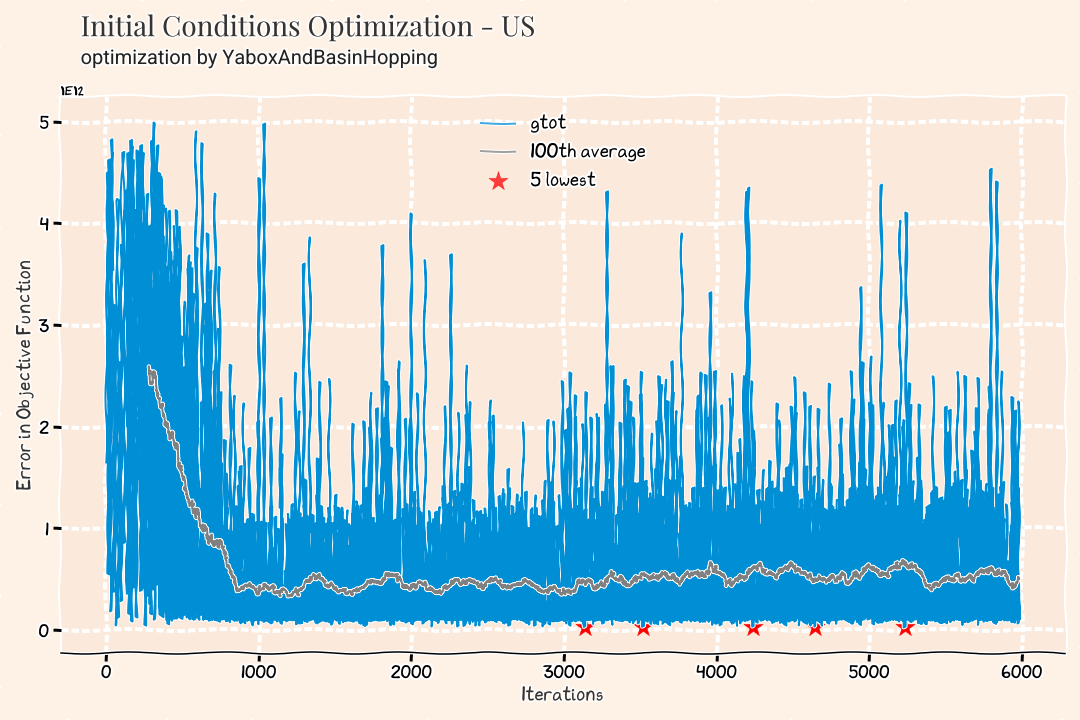 Initial Conditions Optimization - US
optimization by YaboxAndBasinHopping
1E12
gtot
100th average
5 lowest
Error in Objective Function
5
4
3
2
1
0
0 1000 2000 3000 4000 5000 6000
Iterations